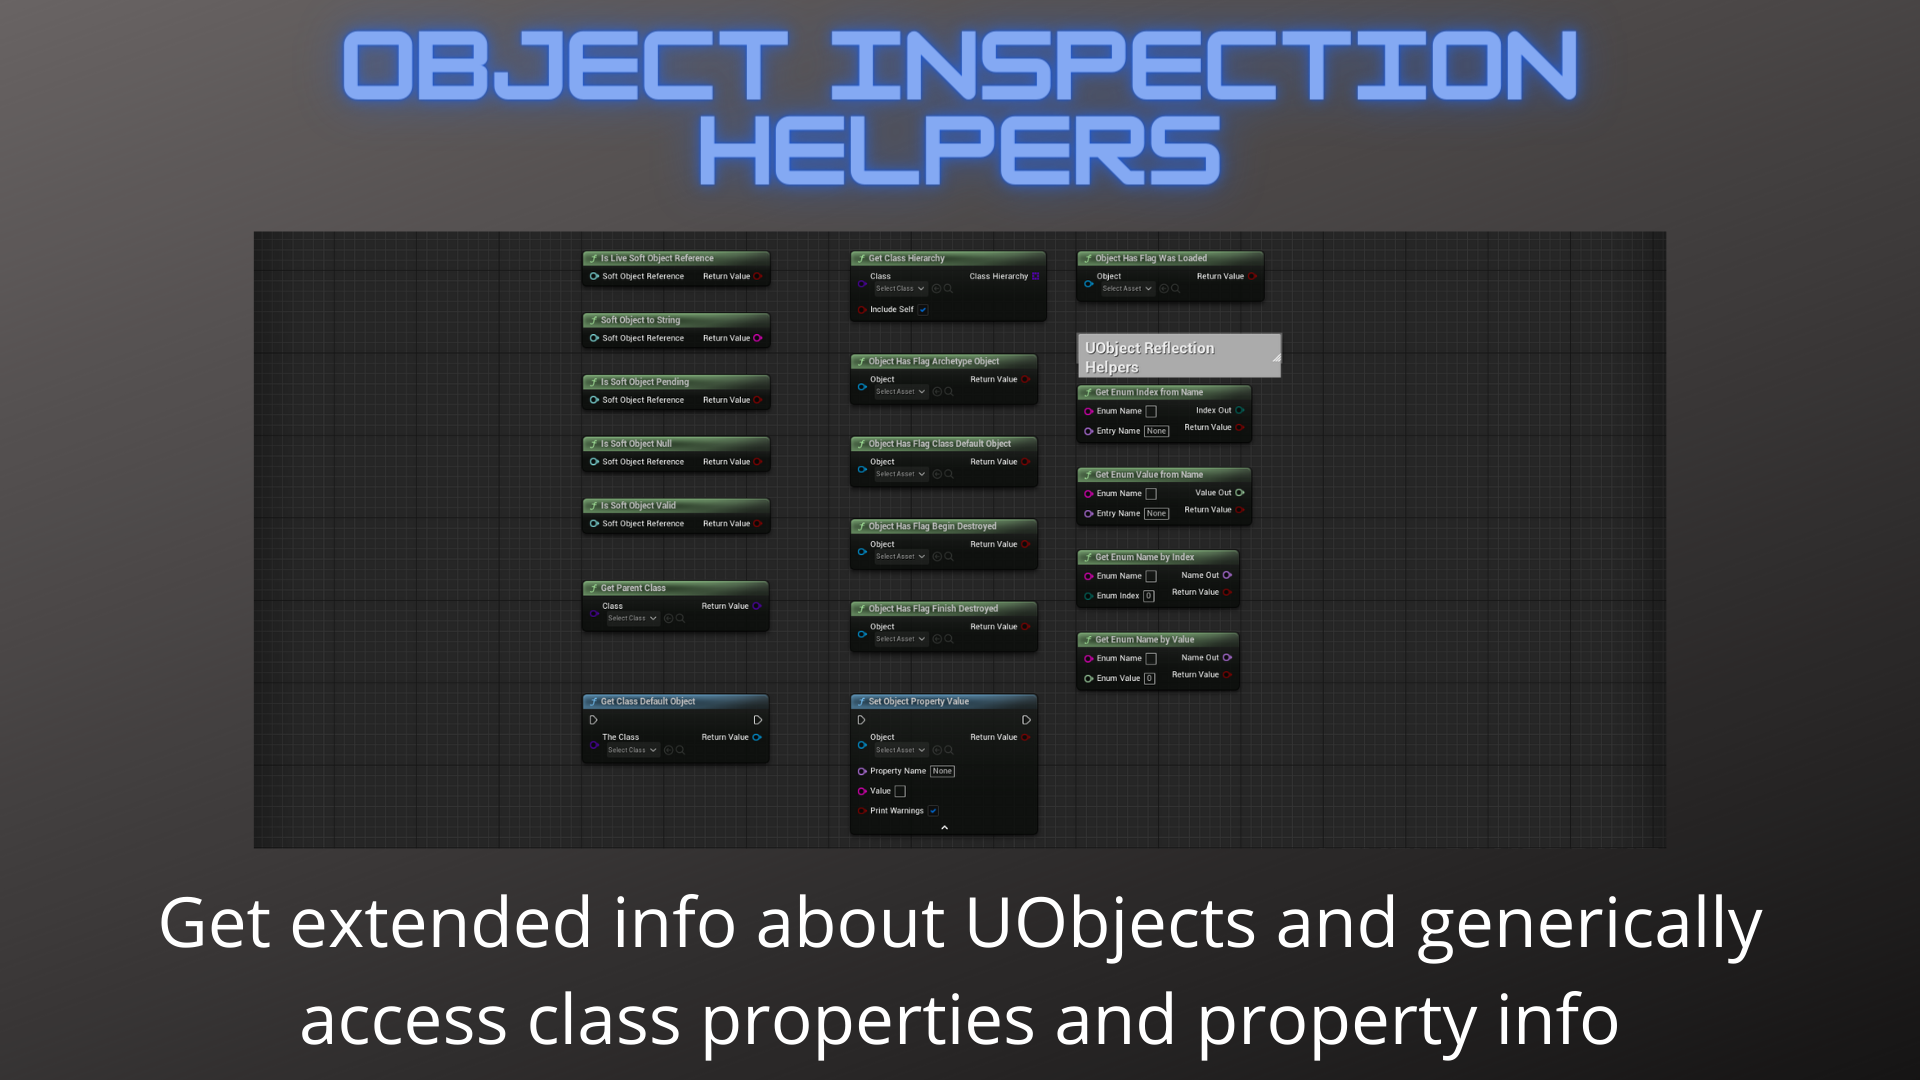 OBJECT INSPECTION
HELPERS
Is Live Soft Object Reference
Soft Object Reference Return Value
Soft Object to String
Soft Object Reference Return Value
Is Soft Object Pending
Soft Object Reference Return Value
Is Soft Object Null
Soft Object Reference Return Value
Is Soft Object Valid
Soft Object Reference Return Value
Get Parent Class
Class Return Value
Select Class
Get Class Default Object
The Class Return Value
Select Class
Get Class Hierarchy
Class Class Hierarchy
Select Class
Include Self
Object Has Flag Archetype Object
Object Return Value
Select Asset
Object Has Flag Class Default Object
Object Return Value
Select Asset
Object Has Flag Begin Destroyed
Object Return Value
Select Asset
Object Has Flag Finish Destroyed
Object Return Value
Select Asset
Set Object Property Value
Object Return Value
Select Asset
Property Name None
Value
Print Warnings
Object Has Flag Was Loaded
Object Return Value
Select Asset
UObject Reflection
Helpers
Get Enum Index from Name
Enum Name Index Out
Entry Name None Return Value
Get Enum Value from Name
Enum Name Value Out
Entry Name None Return Value
Get Enum Name by Index
Enum Name Name Out
Enum Index 0 Return Value
Get Enum Name by Value
Enum Name Name Out
Enum Value 0 Return Value
Get extended info about UObjects and generically
access class properties and property info